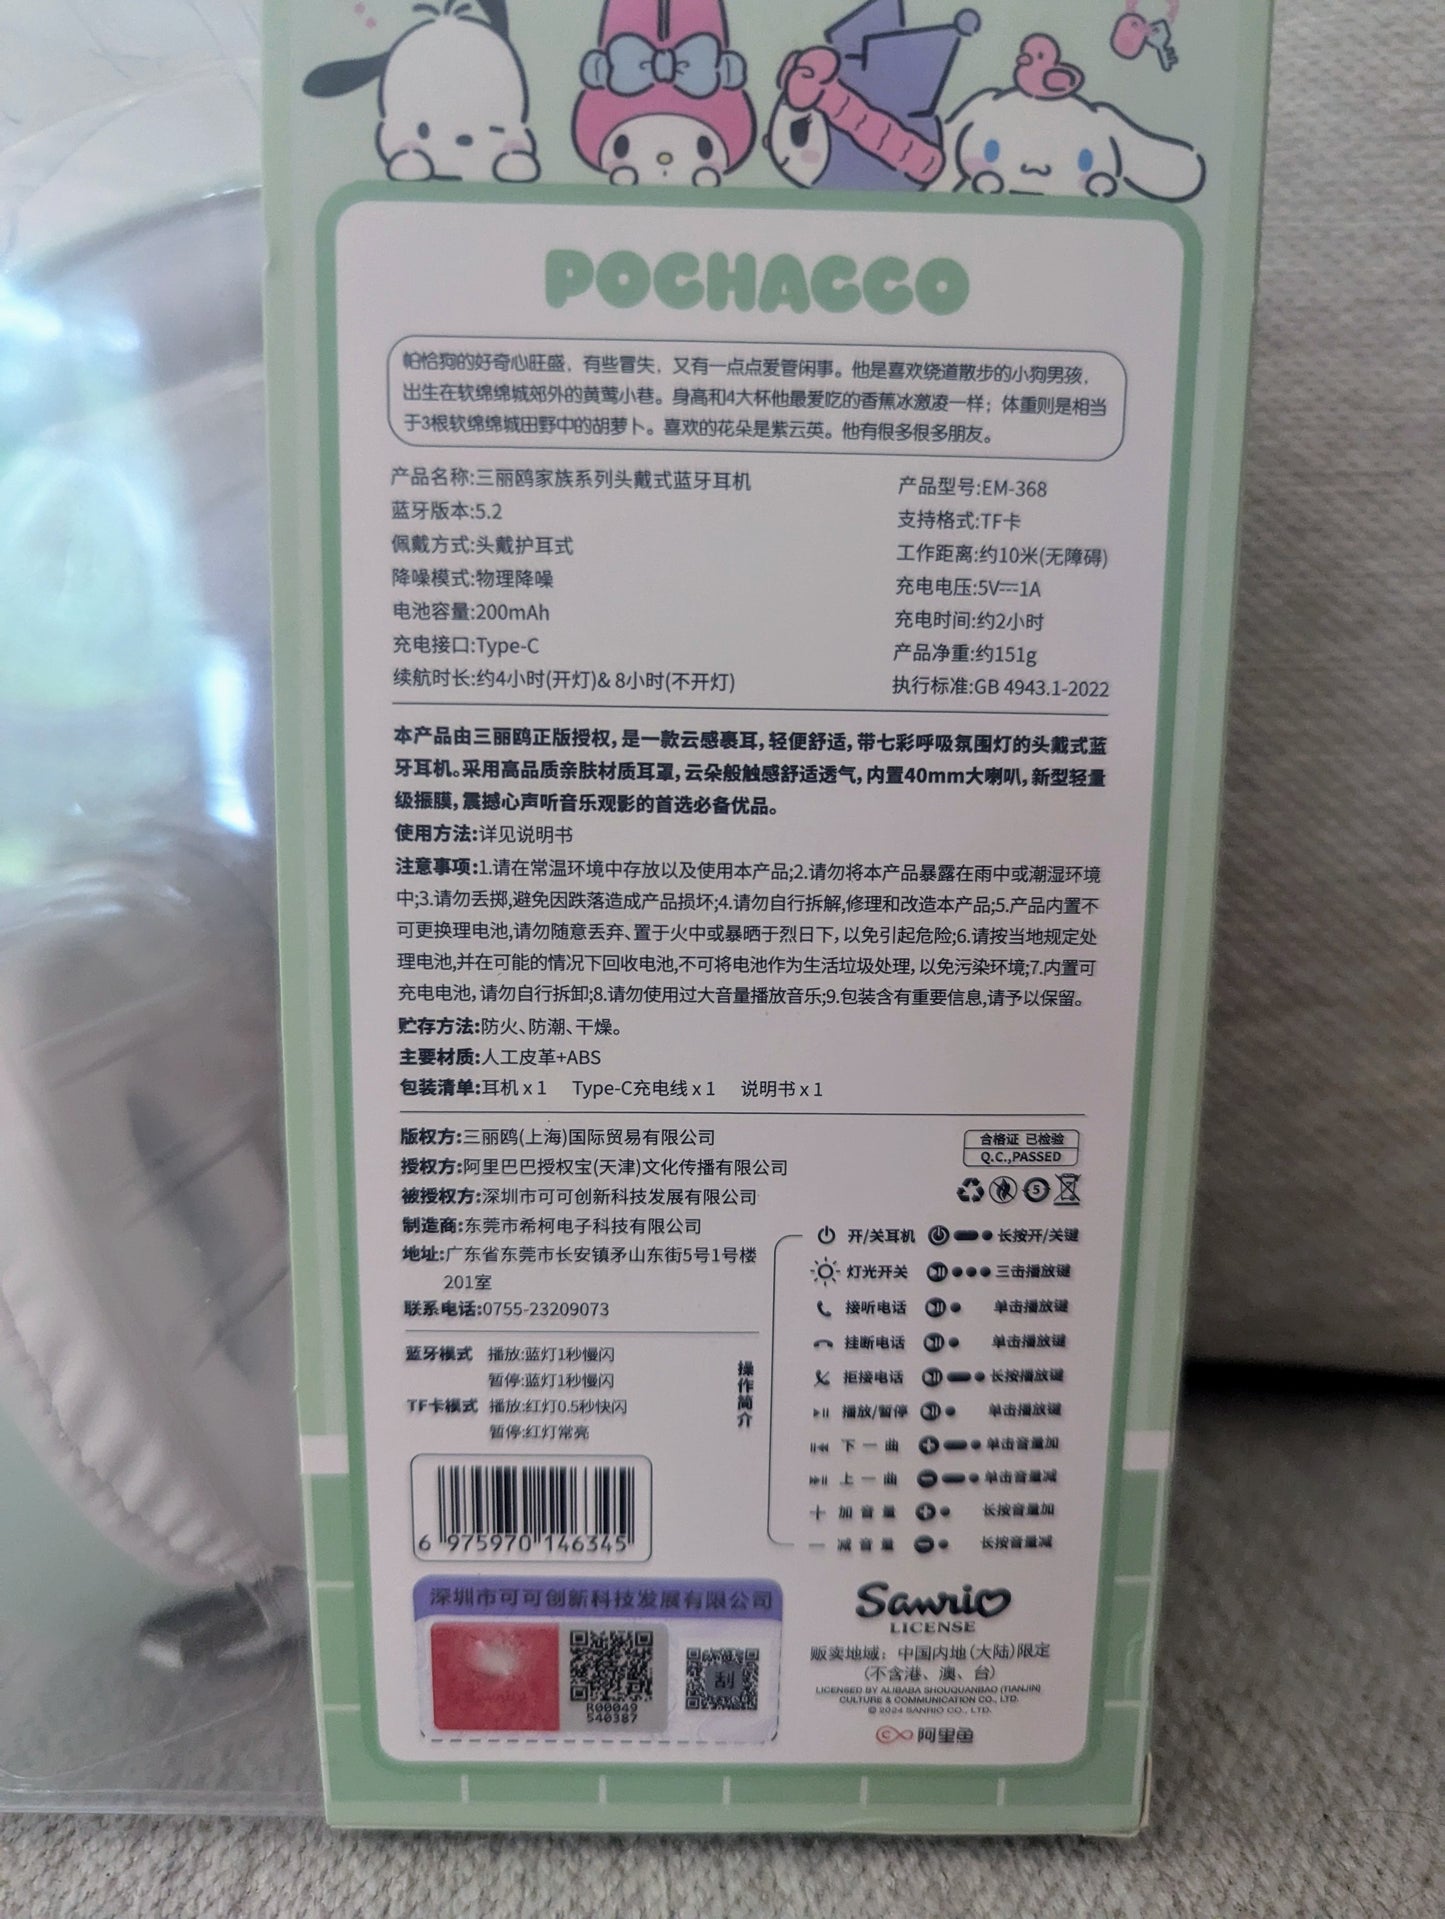 POCHACCO
帕恰狗的好奇心旺盛，有些冒失，又有一点点爱管闲事。他是喜欢绕道散步的小狗男孩，
出生在软绵绵城郊外的黄莺小巷。身高和4大杯他最爱吃的香蕉冰激凌一样；体重则是相当
于3根软绵绵城田野中的胡萝卜。喜欢的花朵是紫云英。他有很多很多朋友。
产品名称:三丽鸥家族系列头戴式蓝牙耳机
蓝牙版本:5.2
佩戴方式:头戴护耳式
降噪模式:物理降噪
电池容量:200mAh
充电接口:Type-C
续航时长:约4小时(开灯)& 8小时(不开灯)
产品型号:EM-368
支持格式:TF卡
工作距离:约10米(无障碍)
充电电压:5V⎓1A
充电时间:约2小时
产品净重:约151g
执行标准:GB 4943.1-2022
本产品由三丽鸥正版授权,是一款云感裹耳,轻便舒适,带七彩呼吸氛围灯的头戴式蓝
牙耳机。采用高品质亲肤材质耳罩,云朵般触感舒适透气,内置40mm大喇叭,新型轻量
级振膜,震撼心声听音乐观影的首选必备优品。
使用方法:详见说明书
注意事项:1.请在常温环境中存放以及使用本产品;2.请勿将本产品暴露在雨中或潮湿环境
中;3.请勿丢掷,避免因跌落造成产品损坏;4.请勿自行拆解,修理和改造本产品;5.产品内置不
可更换理电池,请勿随意丢弃、置于火中或暴晒于烈日下,以免引起危险;6.请按当地规定处
理电池,并在可能的情况下回收电池,不可将电池作为生活垃圾处理,以免污染环境;7.内置可
充电电池,请勿自行拆卸;8.请勿使用过大音量播放音乐;9.包装含有重要信息,请予以保留。
贮存方法:防火、防潮、干燥。
主要材质:人工皮革+ABS
包装清单:耳机 x 1 Type-C充电线 x 1 说明书 x 1
版权方:三丽鸥(上海)国际贸易有限公司
授权方:阿里巴巴授权宝(天津)文化传播有限公司
被授权方:深圳市可可创新科技发展有限公司
制造商:东莞市希柯电子科技有限公司
地址:广东省东莞市长安镇矛山东街5号1号楼
201室
联系电话:0755-23209073
合格证 已检验
Q.C.,PASSED
5
蓝牙模式 播放:蓝灯1秒慢闪
暂停:蓝灯1秒慢闪
TF卡模式 播放:红灯0.5秒快闪
暂停:红灯常亮
操作简介
开/关耳机 长按开/关键
灯光开关 三击播放键
接听电话 单击播放键
挂断电话 单击播放键
拒接电话 长按播放键
播放/暂停 单击播放键
下一曲 单击音量加
上一曲 单击音量减
加音量 长按音量加
减音量 长按音量减
6 975970 146345
深圳市可可创新科技发展有限公司
R00049
540387
刮
Sanrio
LICENSE
贩卖地域：中国内地(大陆)限定
(不含港、澳、台)
LICENSED BY ALIBABA SHOUQUANBAO (TIANJIN)
CULTURE & COMMUNICATION CO., LTD.
© 2024 SANRIO CO., LTD.
阿里鱼